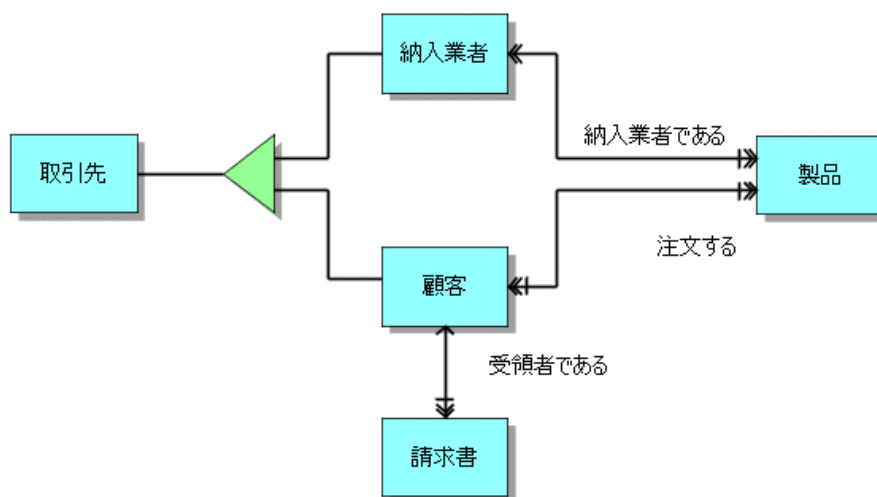 納入業者
納入業者である
取引先
製品
注文する
顧客
受領者である
請求書